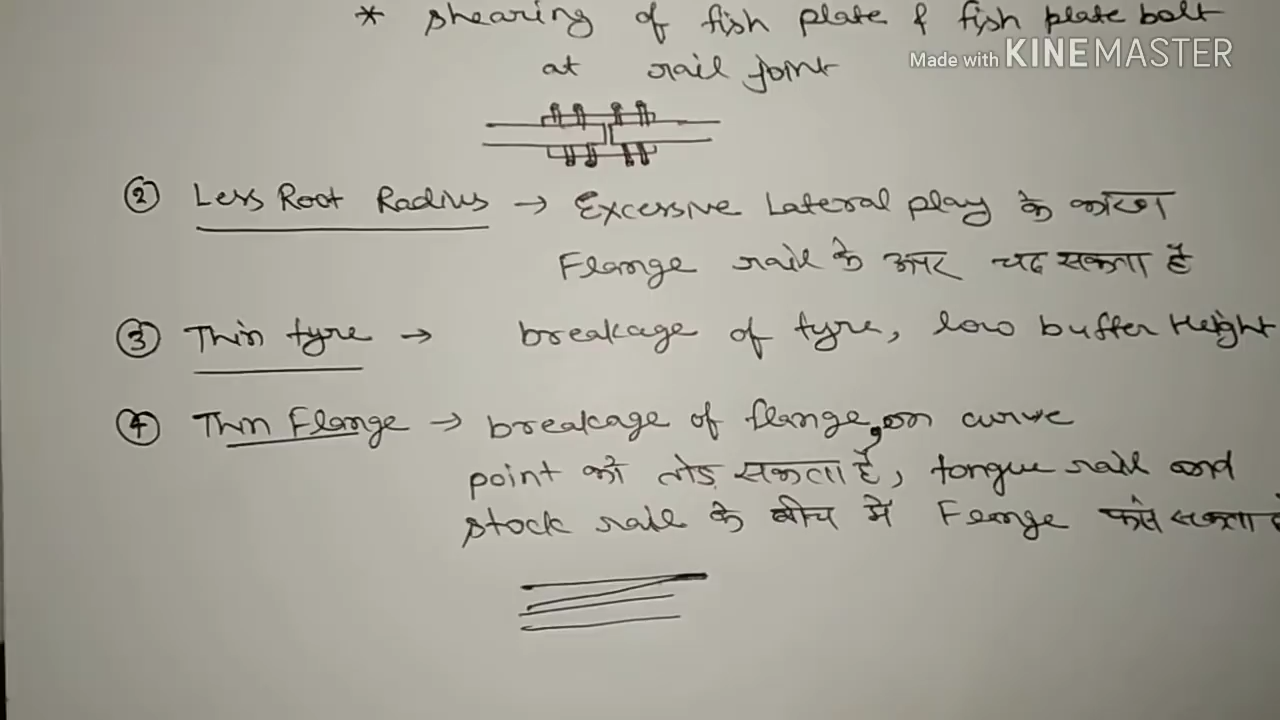 * shearing of fish plate & fish plate bolt
Made with KINEMASTER
at rail joint
② Less Root Radius → Excessive Lateral play के कारण
Flange rail के ऊपर चढ सकता है
③ Thin tyre → breakage of tyre, low buffer Height
④ Thin Flange → breakage of flange, on curve
point को तोड़ सकता है, tongue rail and
stock rail के बीच में Flange फंस सकता है